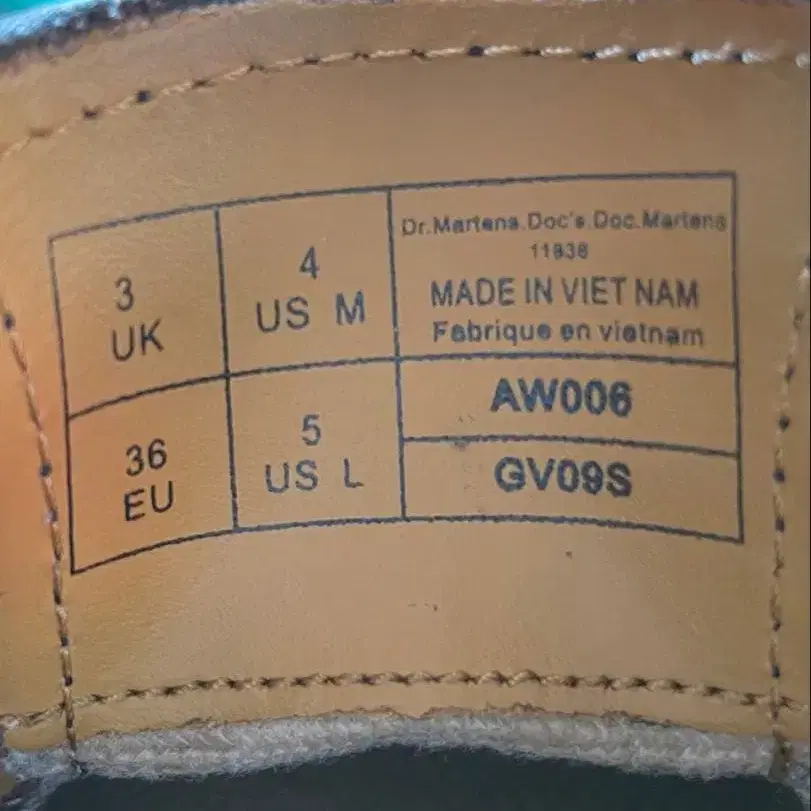 3
UK
4
US M
Dr.Martens.Doc's.Doc.Martens
11838
MADE IN VIET NAM
Fabrique en vietnam
36
EU
5
US L
AW006
GV09S